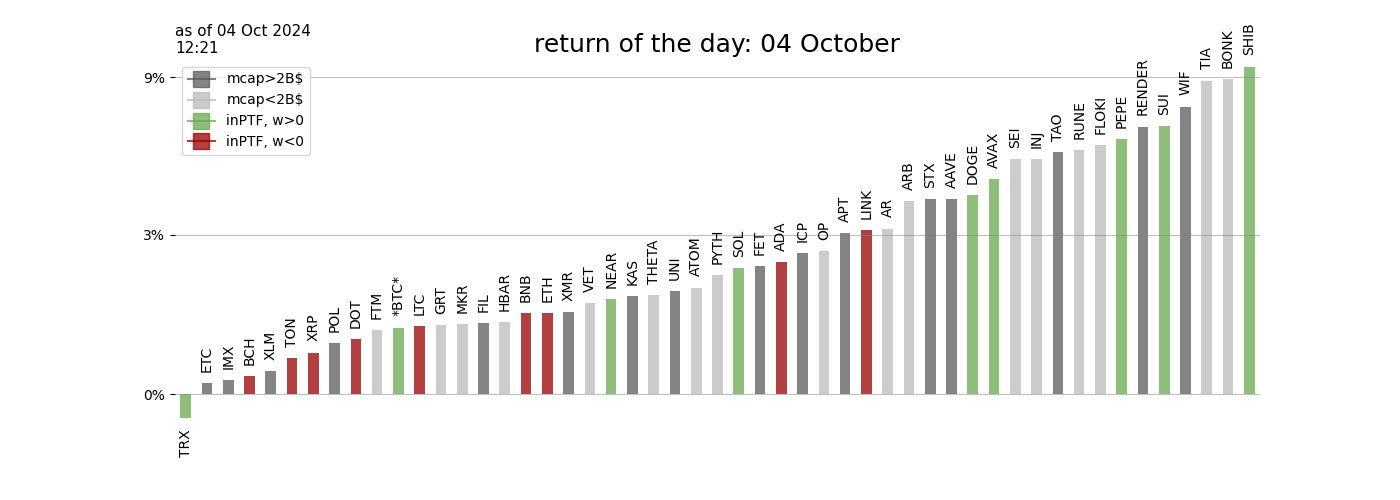 as of 04 Oct 2024
12:21
return of the day: 04 October
mcap>2B$
mcap<2B$
inPTF, w>0
inPTF, w<0
9%
3%
0%
TRX
ETC
IMX
BCH
XLM
TON
XRP
POL
DOT
FTM
*BTC*
LTC
GRT
MKR
FIL
HBAR
BNB
ETH
XMR
VET
NEAR
KAS
THETA
UNI
ATOM
PYTH
SOL
FET
ADA
ICP
OP
APT
LINK
AR
ARB
STX
AAVE
DOGE
AVAX
SEI
INJ
TAO
RUNE
FLOKI
PEPE
RENDER
SUI
WIF
TIA
BONK
SHIB